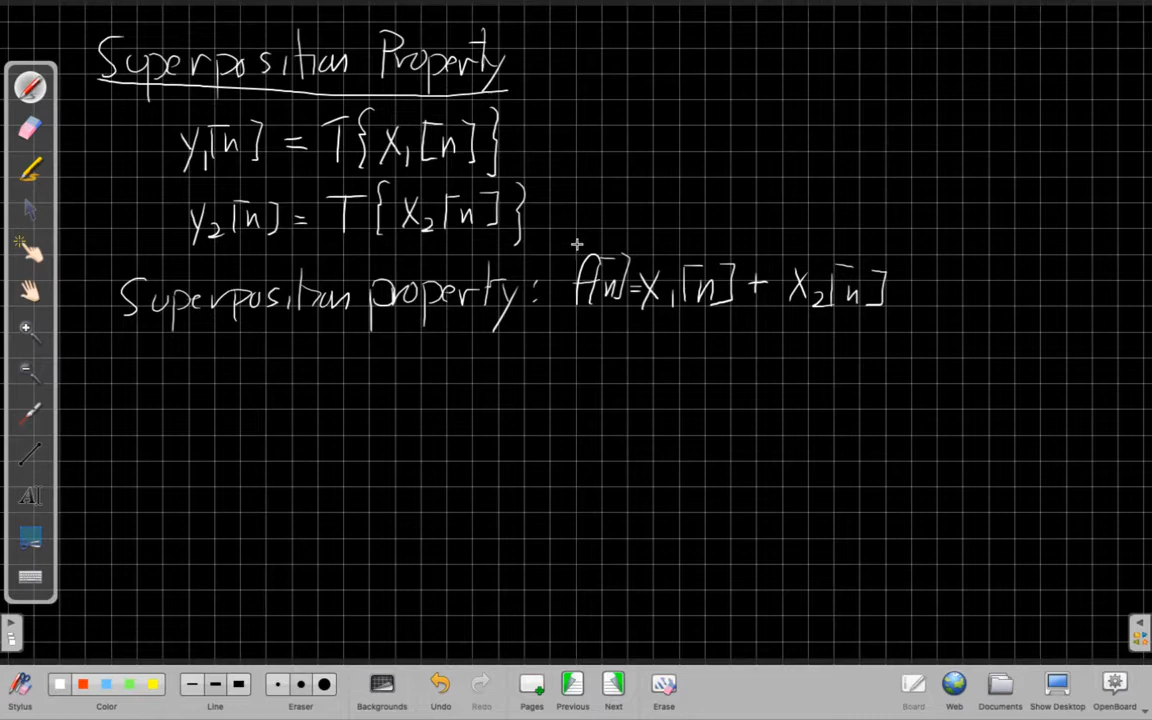 Superposition Property
y₁[n] = T{x₁[n]}
y₂[n] = T{x₂[n]}
Superposition property: f[n]=x₁[n] + x₂[n]
Stylus
Color
Line
Eraser
Backgrounds
Undo
Redo
Pages
Previous
Next
Erase
Board
Web
Documents
Show Desktop
OpenBoard